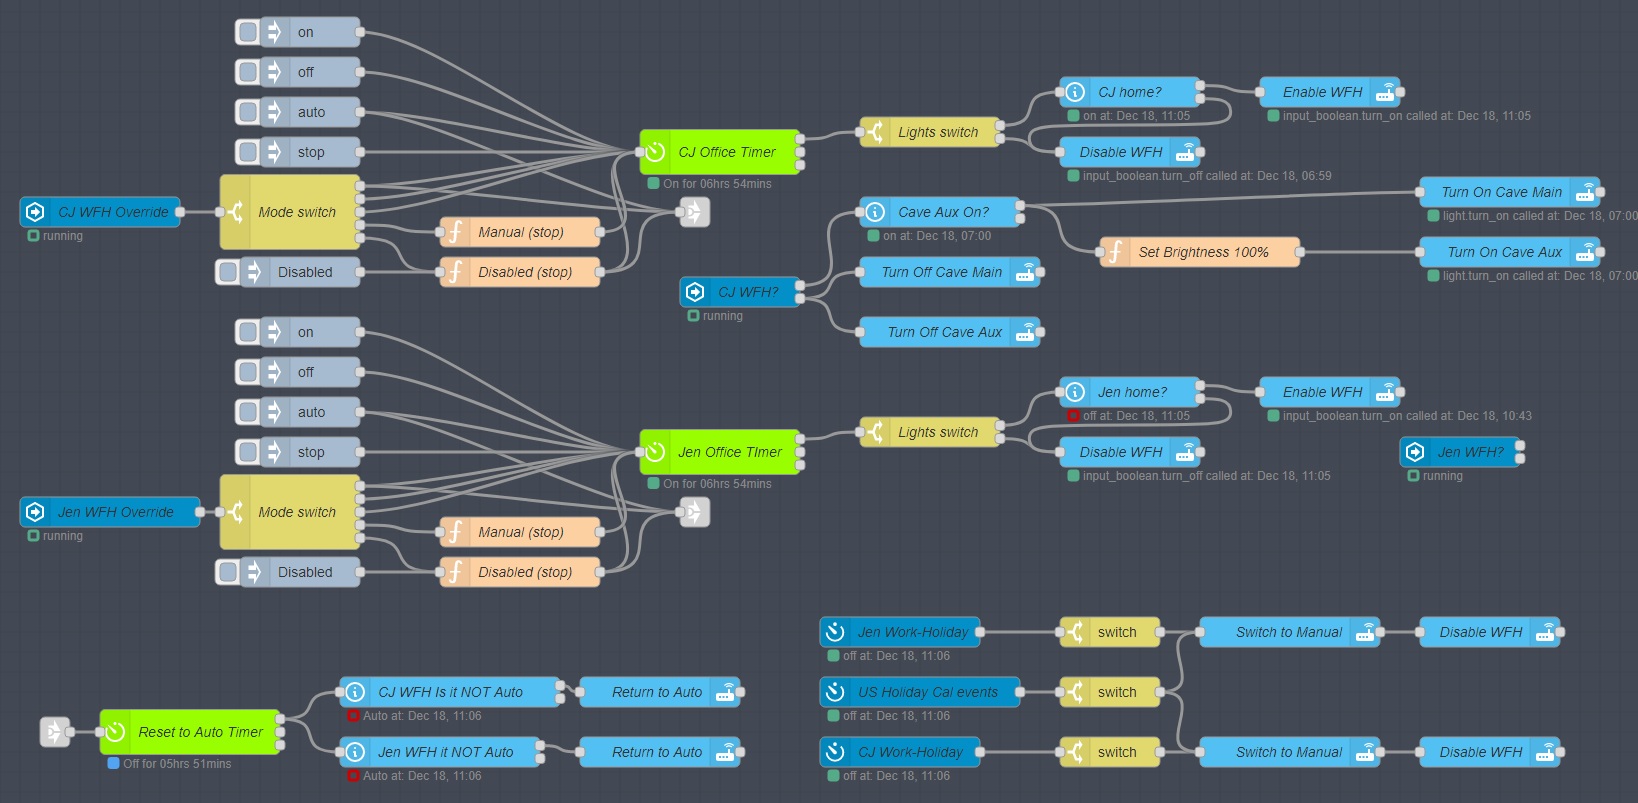 on
off
auto
stop
CJ WFH Override
running
Mode switch
Disabled
Manual (stop)
Disabled (stop)
CJ Office Timer
On for 06hrs 54mins
Lights switch
CJ home?
on at: Dec 18, 11:05
Enable WFH
input_boolean.turn_on called at: Dec 18, 11:05
Disable WFH
input_boolean.turn_off called at: Dec 18, 06:59
CJ WFH?
running
Cave Aux On?
on at: Dec 18, 07:00
Turn Off Cave Main
Turn Off Cave Aux
Turn On Cave Main
light.turn_on called at: Dec 18, 07:00
Set Brightness 100%
Turn On Cave Aux
light.turn_on called at: Dec 18, 07:00
on
off
auto
stop
Jen WFH Override
running
Mode switch
Disabled
Manual (stop)
Disabled (stop)
Jen Office TImer
On for 06hrs 54mins
Lights switch
Jen home?
off at: Dec 18, 11:05
Enable WFH
input_boolean.turn_on called at: Dec 18, 10:43
Disable WFH
input_boolean.turn_off called at: Dec 18, 11:05
Jen WFH?
running
Reset to Auto Timer
Off for 05hrs 51mins
CJ WFH Is it NOT Auto
Auto at: Dec 18, 11:06
Return to Auto
Jen WFH it NOT Auto
Auto at: Dec 18, 11:06
Return to Auto
Jen Work-Holiday
off at: Dec 18, 11:06
switch
Switch to Manual
Disable WFH
US Holiday Cal events
off at: Dec 18, 11:06
switch
CJ Work-Holiday
off at: Dec 18, 11:06
switch
Switch to Manual
Disable WFH